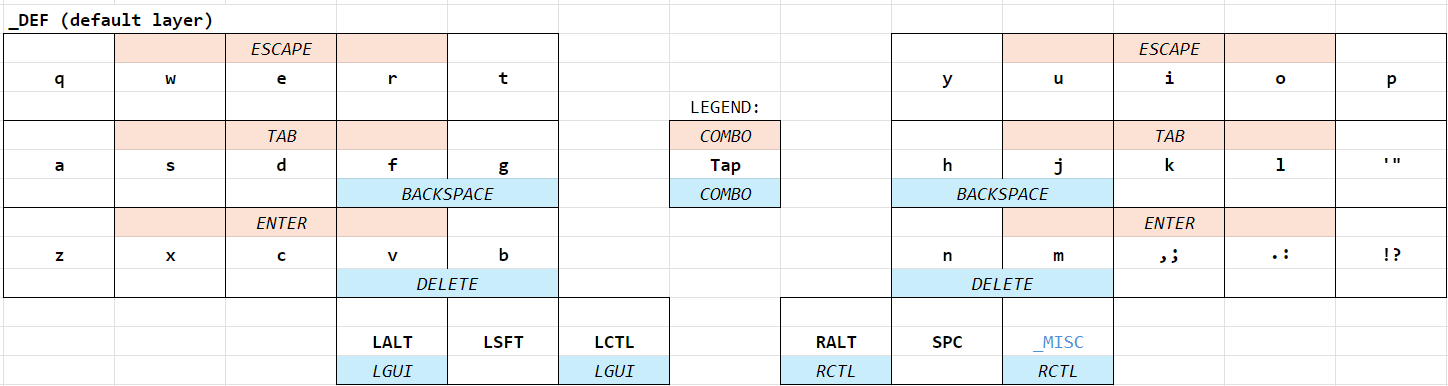 _DEF (default layer)
ESCAPE ESCAPE
q w e r t y u i o p
LEGEND:
TAB COMBO TAB
a s d f g Tap h j k l '"
BACKSPACE COMBO BACKSPACE
ENTER ENTER
z x c v b n m ,; .: !?
DELETE DELETE
LALT LSFT LCTL RALT SPC _MISC
LGUI LGUI RCTL RCTL